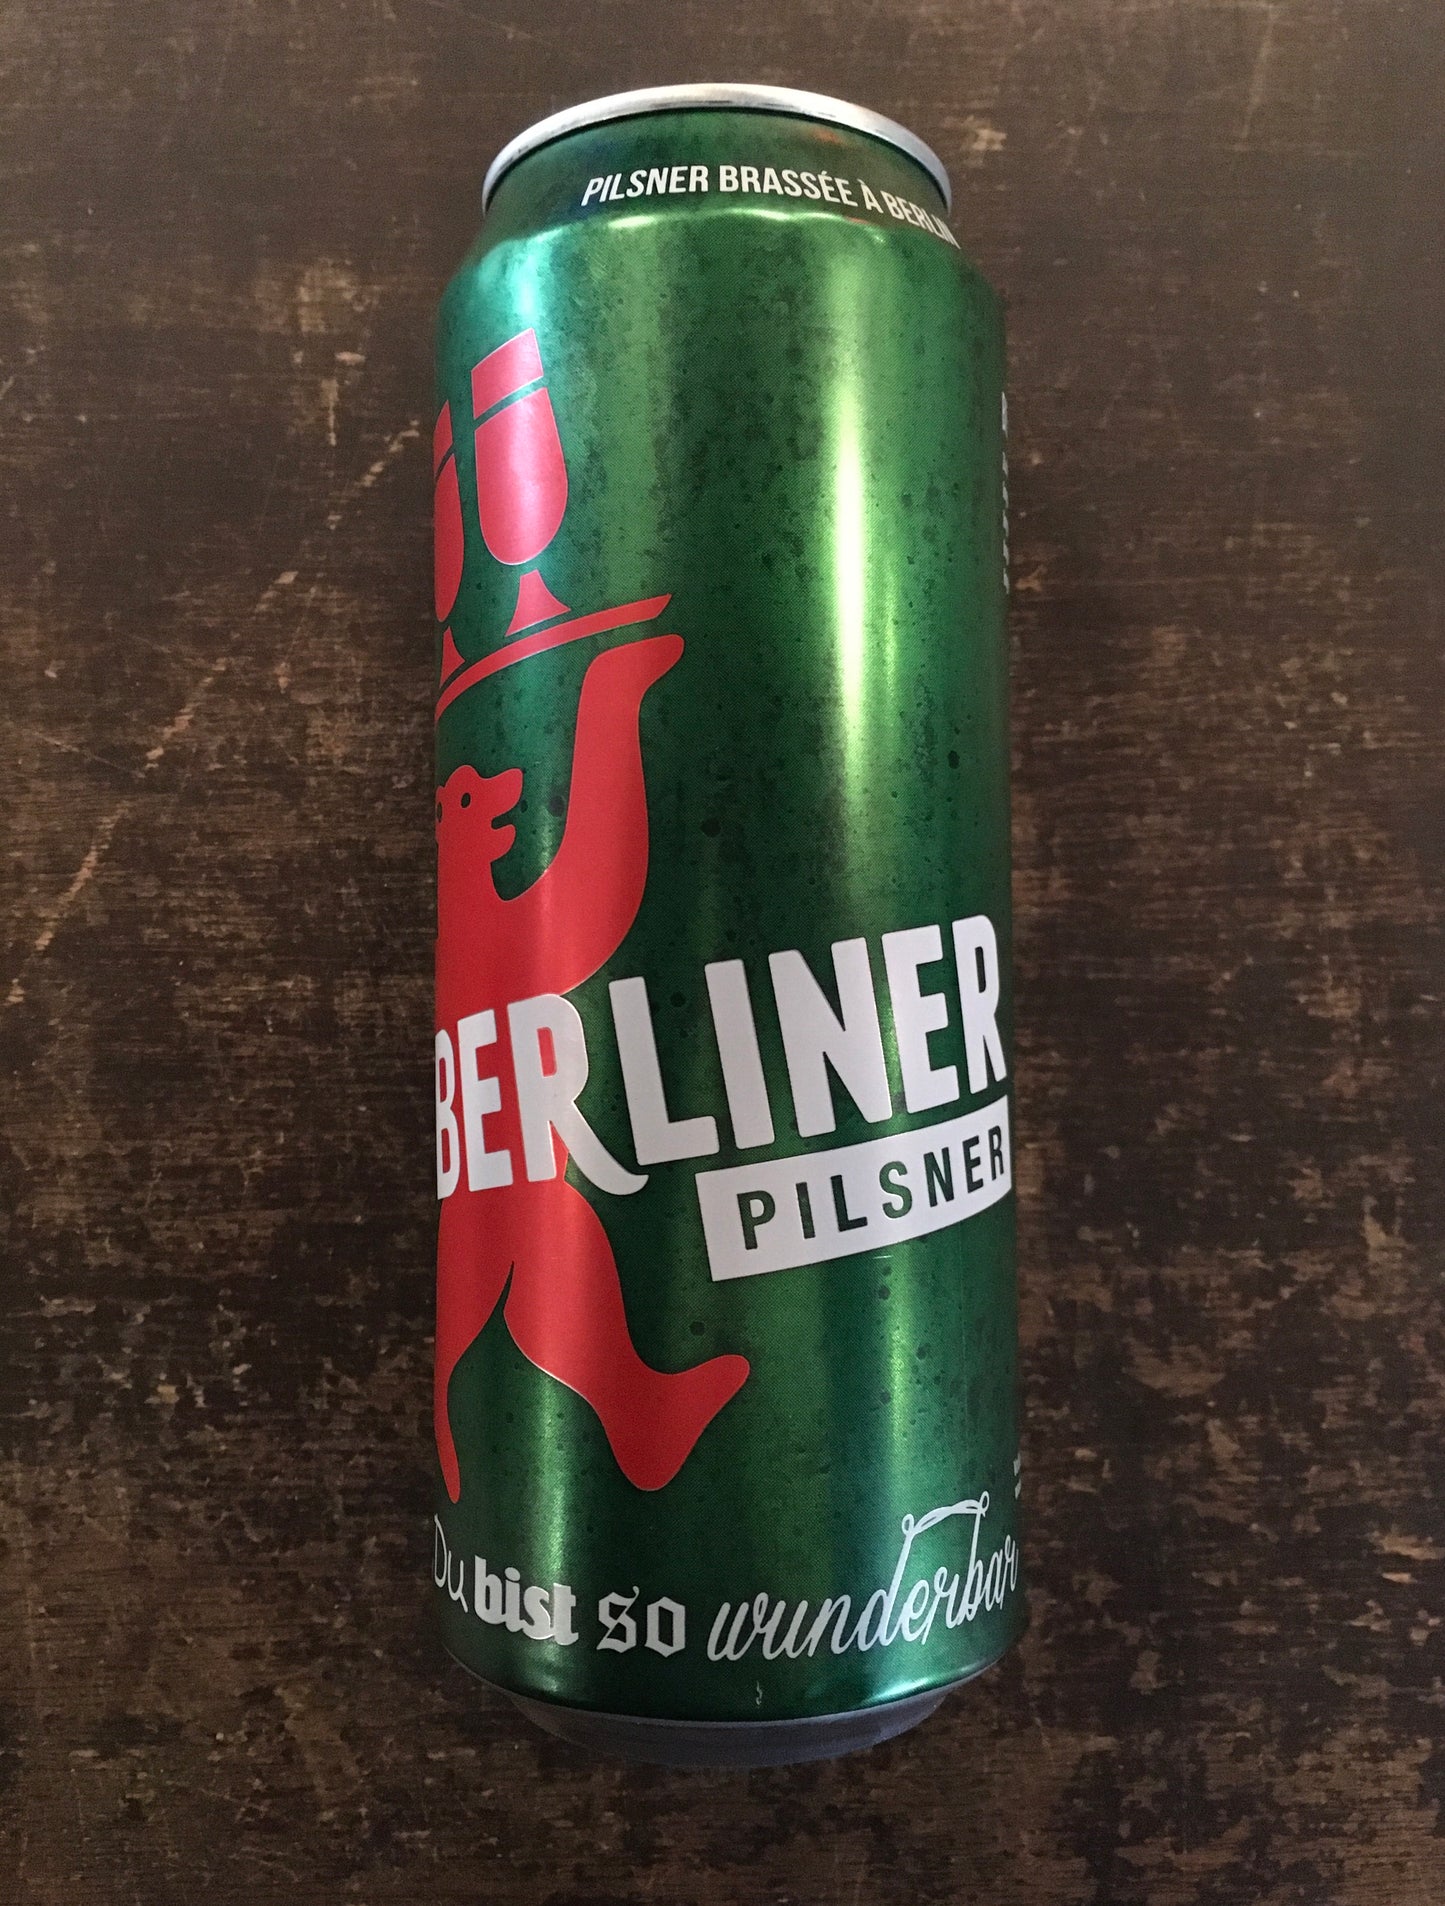 PILSNER BRASSÉE À BERLIN
BERLINER
PILSNER
Du bist so wunderbar